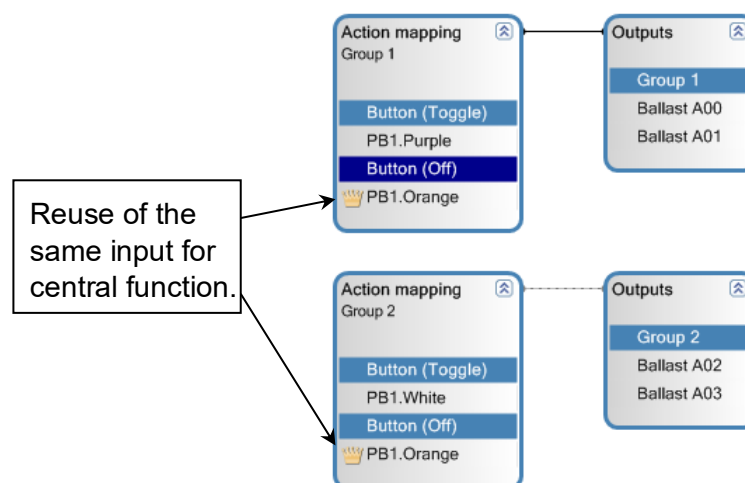 Action mapping
Group 1
Button (Toggle)
PB1.Purple
Button (Off)
PB1.Orange
Outputs
Group 1
Ballast A00
Ballast A01
Reuse of the
same input for
central function.
Action mapping
Group 2
Button (Toggle)
PB1.White
Button (Off)
PB1.Orange
Outputs
Group 2
Ballast A02
Ballast A03